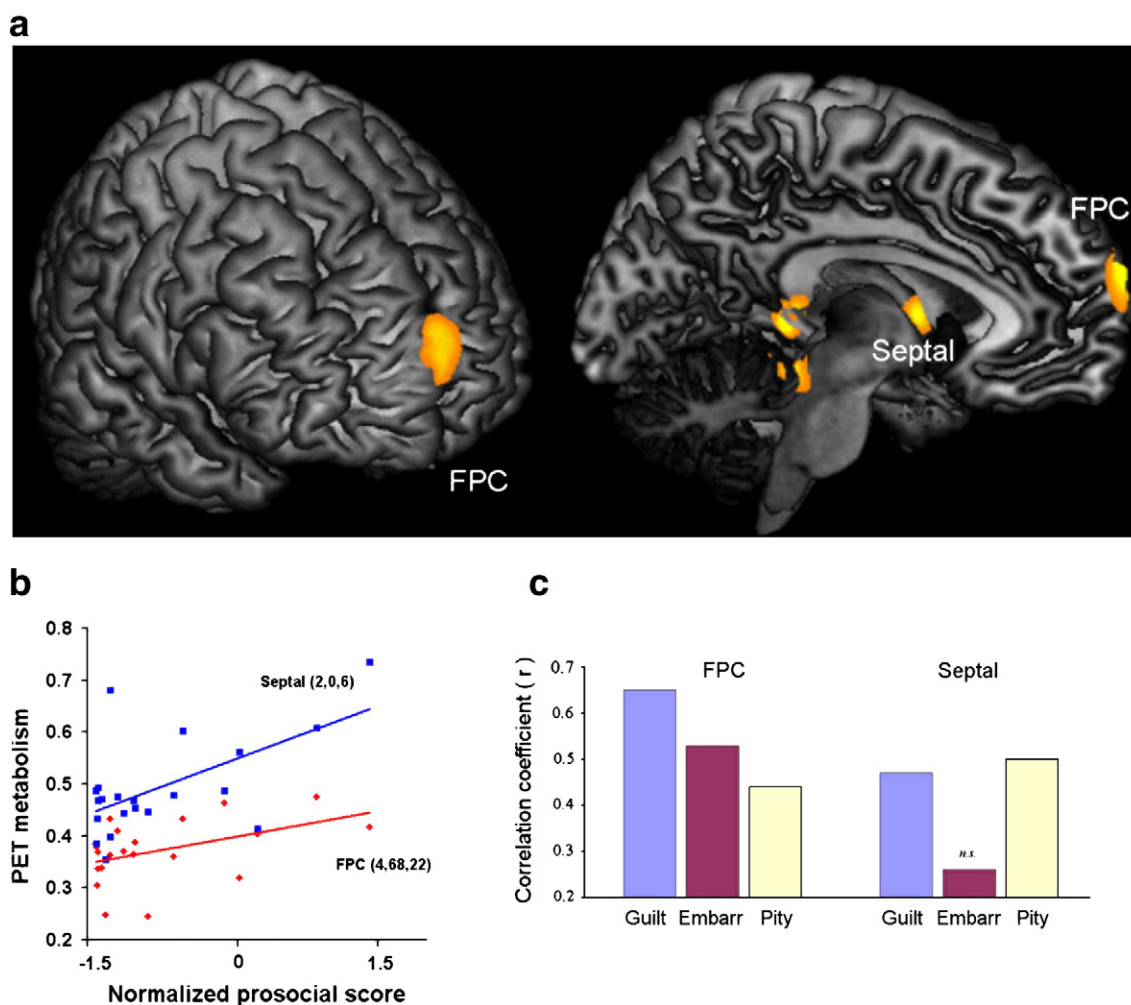 a
FPC
Septal
FPC
b
PET metabolism
0.8
0.7
0.6
0.5
0.4
0.3
0.2
Septal (2,0,6)
FPC (4,68,22)
-1.5
0
1.5
Normalized prosocial score
c
Correlation coefficient ( r )
0.7
0.6
0.5
0.4
0.3
0.2
FPC
Septal
n.s.
Guilt Embarr Pity
Guilt Embarr Pity